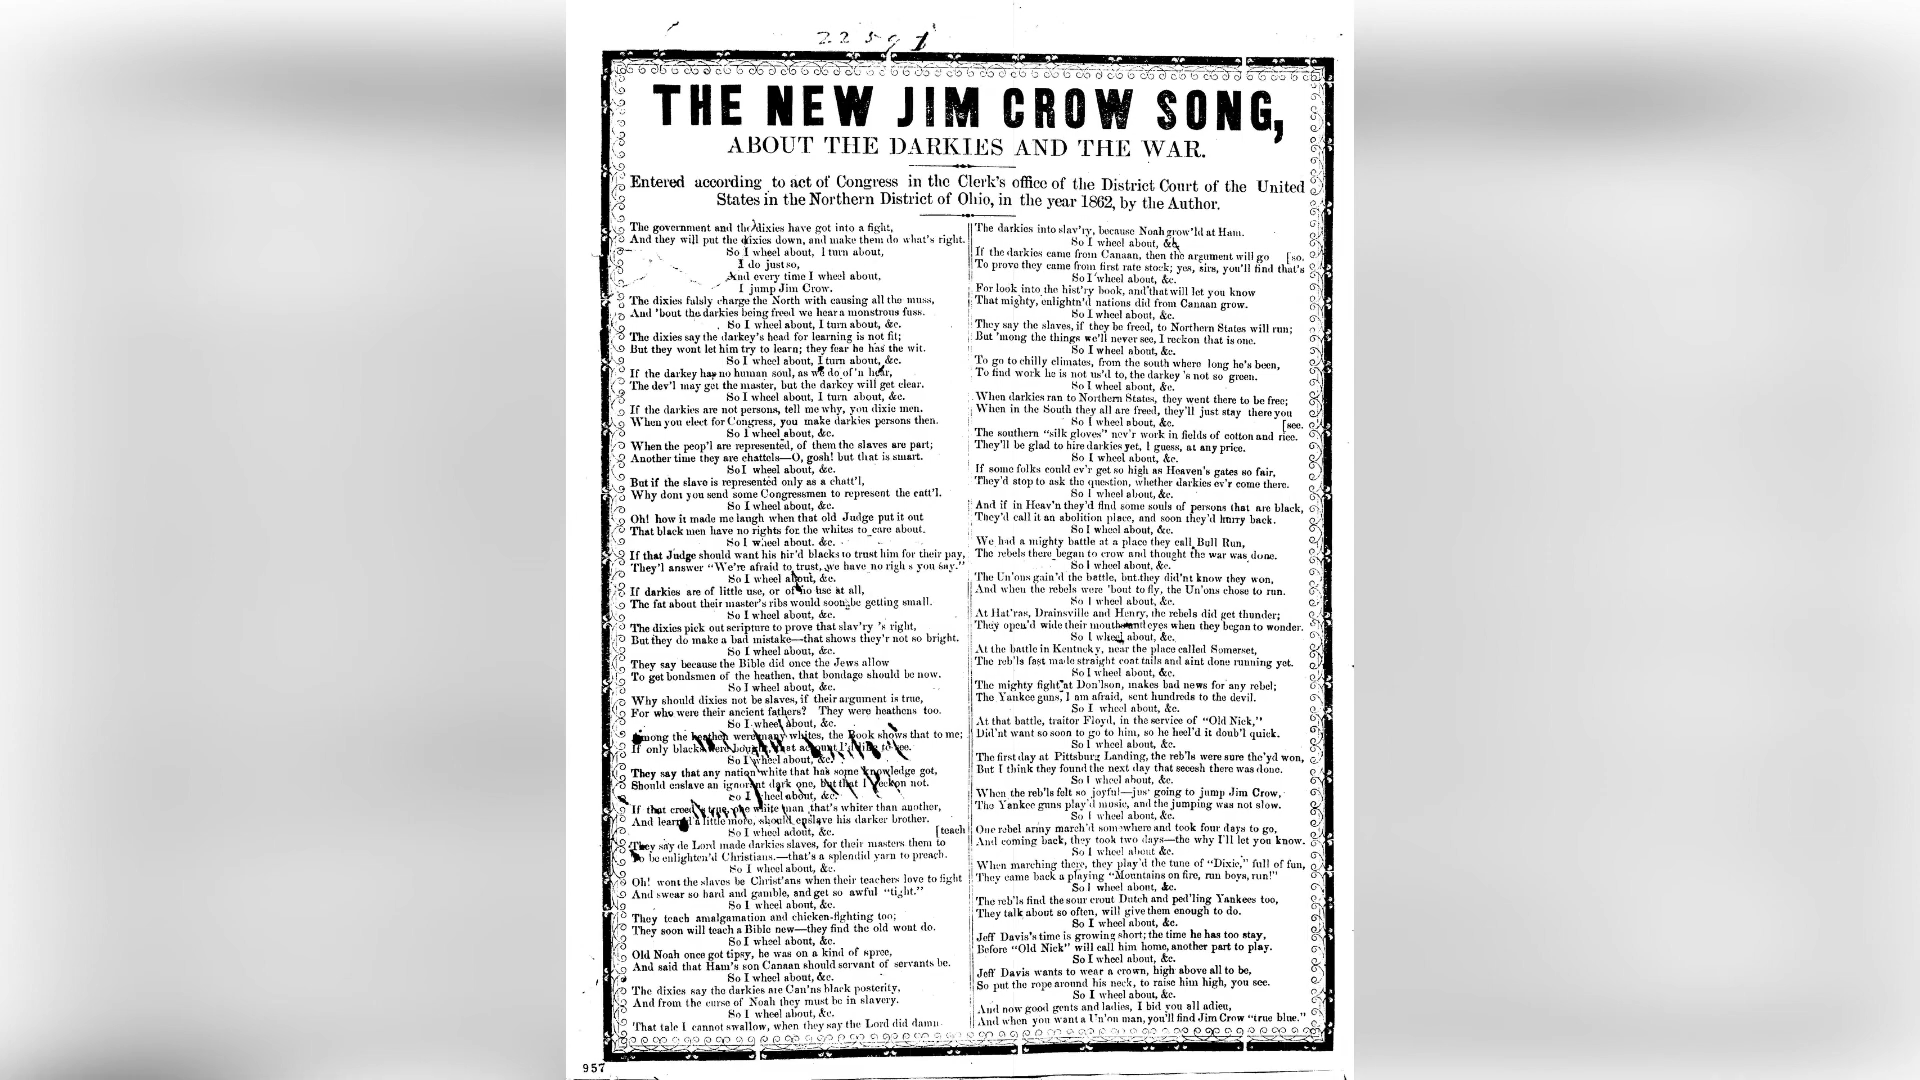 22591
THE NEW JIM CROW SONG,
ABOUT THE DARKIES AND THE WAR.
Entered according to act of Congress in the Clerk's office of the District Court of the United
States in the Northern District of Ohio, in the year 1862, by the Author.
The government and the dixies have got into a fight,
And they will put the dixies down, and make them do what's right.
So I wheel about, I turn about,
I do just so,
And every time I wheel about,
I jump Jim Crow.
The dixies falsly charge the North with causing all the muss,
And 'bout the darkies being freed we hear a monstrous fuss.
So I wheel about, I turn about, &c.
The dixies say the darkey's head for learning is not fit;
But they wont let him try to learn; they fear he has the wit.
So I wheel about, I turn about, &c.
If the darkey has no human soul, as we do of'n hear,
The dev'l may get the master, but the darkey will get clear.
So I wheel about, I turn about, &c.
If the darkies are not persons, tell me why, you dixie men.
When you elect for Congress, you make darkies persons then.
So I wheel about, &c.
When the peop'l are represented, of them the slaves are part;
Another time they are chattels—O, gosh! but that is smart.
So I wheel about, &c.
But if the slave is represented only as a chatt'l,
Why dont you send some Congressmen to represent the catt'l.
So I wheel about, &c.
Oh! how it made me laugh when that old Judge put it out
That black men have no rights for the whites to care about.
So I wheel about. &c.
If that Judge should want his hir'd blacks to trust him for their pay,
They'l answer "We're afraid to trust, we have no righ s you say."
So I wheel about, &c.
If darkies are of little use, or of no use at all,
The fat about their master's ribs would soon be getting small.
So I wheel about, &c.
The dixies pick out scripture to prove that slav'ry 's right,
But they do make a bad mistake—that shows they'r not so bright.
So I wheel about, &c.
They say because the Bible did once the Jews allow
To get bondsmen of the heathen, that bondage should be now.
So I wheel about, &c.
Why should dixies not be slaves, if their argument is true,
For who were their ancient fathers? They were heathens too.
So I wheel about, &c.
Among the heathen were many whites, the Book shows that to me;
If only blacks were bought, that account I'd like to see.
So I wheel about, &c.
They say that any nation white that has some knowledge got,
Should enslave an ignorant dark one, but that I reckon not.
So I wheel about, &c.
If that creed's true, one white man that's whiter than another,
And learned a little more, should enslave his darker brother.
So I wheel adout, &c. [teach
They say de Lord made darkies slaves, for their masters them to
To be enlighten'd Christians.—that's a splendid yarn to preach.
So I wheel about, &c.
Oh! wont the slaves be Christ'ans when their teachers love to fight
And swear so hard and gamble, and get so awful "tight."
So I wheel about, &c.
They teach amalgamation and chicken-fighting too;
They soon will teach a Bible new—they find the old wont do.
So I wheel about, &c.
Old Noah once got tipsy, he was on a kind of spree,
And said that Ham's son Canaan should servant of servants be.
So I wheel about, &c.
The dixies say the darkies are Can'ns black posterity,
And from the curse of Noah they must be in slavery.
So I wheel about, &c.
That tale I cannot swallow, when they say the Lord did damn
The darkies into slav'ry, because Noah grow'ld at Ham.
So I wheel about, &c.
If the darkies came from Canaan, then the argument will go [so.
To prove they came from first rate stock; yes, sirs, you'll find that's
So I wheel about, &c.
For look into the hist'ry book, and that will let you know
That mighty, enlightn'd nations did from Canaan grow.
So I wheel about, &c.
They say the slaves, if they be freed, to Northern States will run;
But 'mong the things we'll never see, I reckon that is one.
So I wheel about, &c.
To go to chilly climates, from the south where long he's been,
To find work he is not us'd to, the darkey 's not so green.
So I wheel about, &c.
When darkies ran to Northern States, they went there to be free;
When in the South they all are freed, they'll just stay there you
So I wheel about, &c. [see.
The southern "silk gloves" nev'r work in fields of cotton and rice.
They'll be glad to hire darkies yet, I guess, at any price.
So I wheel about, &c.
If some folks could ev'r get so high as Heaven's gates so fair,
They'd stop to ask the question, whether darkies ev'r come there.
So I wheel about, &c.
And if in Heav'n they'd find some souls of persons that are black,
They'd call it an abolition place, and soon they'd hurry back.
So I wheel about, &c.
We had a mighty battle at a place they call Bull Run,
The rebels there began to crow and thought the war was done.
So I wheel about, &c.
The Un'ons gain'd the battle, but they did'nt know they won,
And when the rebels were 'bout to fly, the Un'ons chose to run.
So I wheel about, &c.
At Hat'ras, Drainsville and Henry, the rebels did get thunder;
They open'd wide their mouths and eyes when they began to wonder.
So I wheel about, &c.
At the battle in Kentucky, near the place called Somerset,
The reb'ls fast made straight coat tails and aint done running yet.
So I wheel about, &c.
The mighty fight at Don'lson, makes bad news for any rebel;
The Yankee guns, I am afraid, sent hundreds to the devil.
So I wheel about, &c.
At that battle, traitor Floyd, in the service of "Old Nick,"
Did'nt want so soon to go to him, so he heel'd it doub'l quick.
So I wheel about, &c.
The first day at Pittsburg Landing, the reb'ls were sure the'yd won,
But I think they found the next day that secesh there was done.
So I wheel about, &c.
When the reb'ls felt so joyful—jus' going to jump Jim Crow,
The Yankee guns play'd music, and the jumping was not slow.
So I wheel about, &c.
One rebel army march'd somewhere and took four days to go,
And coming back, they took two days—the why I'll let you know.
So I wheel about &c.
When marching there, they play'd the tune of "Dixie," full of fun,
They came back a playing "Mountains on fire, run boys, run!"
So I wheel about, &c.
The reb'ls find the sour crout Dutch and ped'ling Yankees too,
They talk about so often, will give them enough to do.
So I wheel about, &c.
Jeff Davis's time is growing short; the time he has too stay,
Before "Old Nick" will call him home, another part to play.
So I wheel about, &c.
Jeff Davis wants to wear a crown, high above all to be,
So put the rope around his neck, to raise him high, you see.
So I wheel about, &c.
And now good gents and ladies, I bid you all adieu,
And when you want a Un'on man, you'll find Jim Crow "true blue."
957